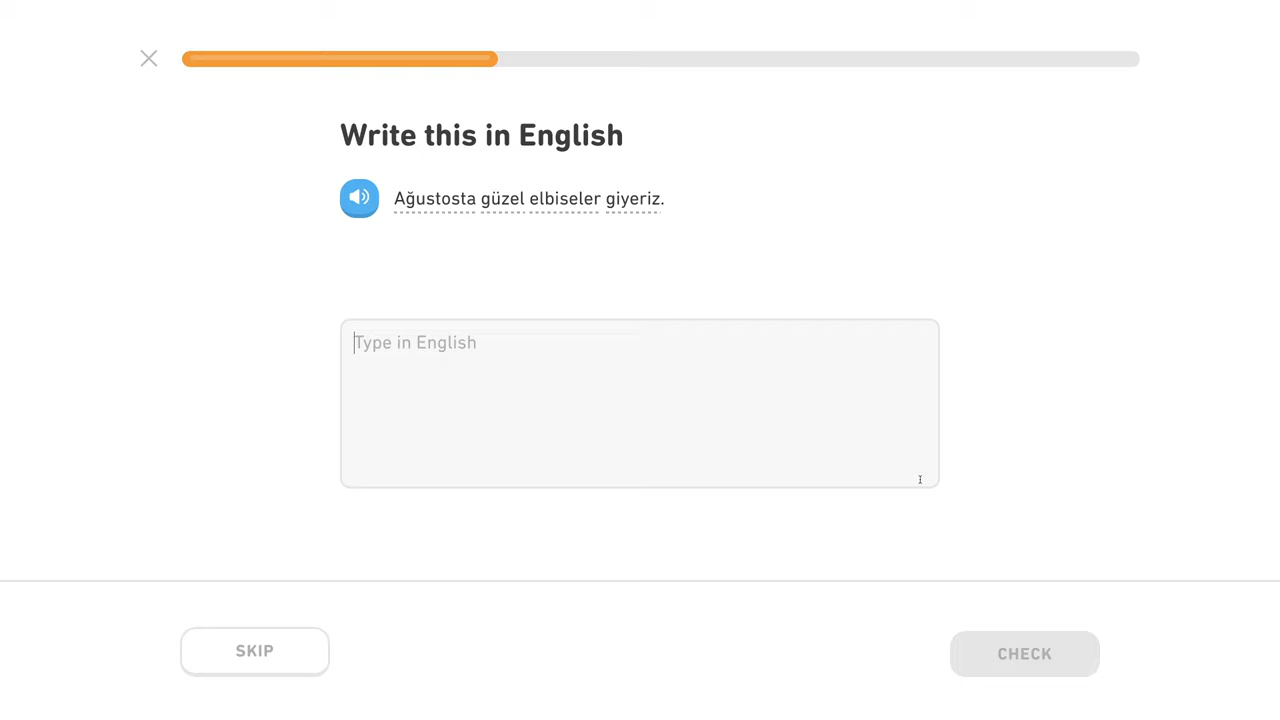 Write this in English
Ağustosta güzel elbiseler giyeriz.
Type in English
SKIP
CHECK